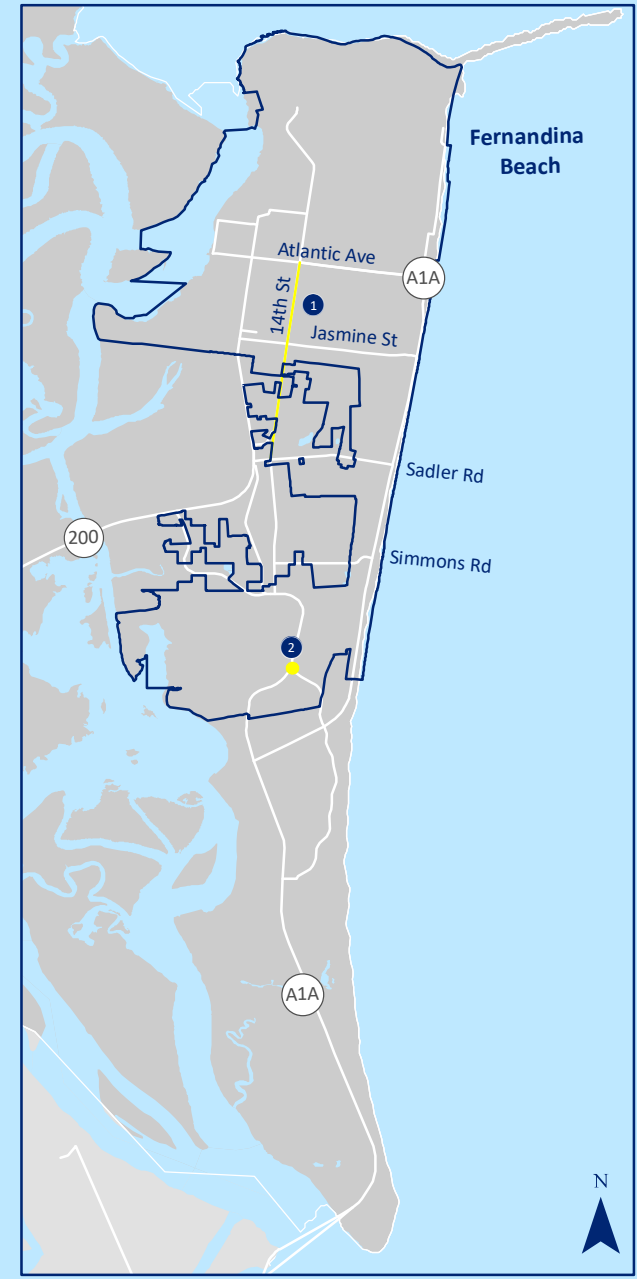 Fernandina
Beach
Atlantic Ave
A1A
14th St
1
Jasmine St
Sadler Rd
200
Simmons Rd
2
A1A
N